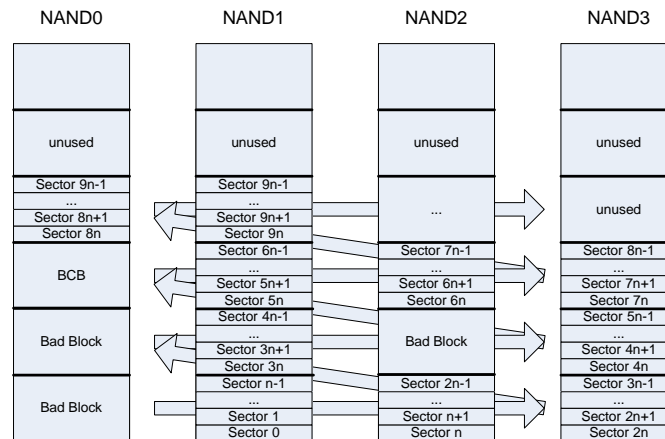 NAND0
unused
Sector 9n-1
...
Sector 8n+1
Sector 8n
BCB
Bad Block
Bad Block
NAND1
unused
Sector 9n-1
...
Sector 9n+1
Sector 9n
Sector 6n-1
...
Sector 5n+1
Sector 5n
Sector 4n-1
...
Sector 3n+1
Sector 3n
Sector n-1
...
Sector 1
Sector 0
NAND2
unused
...
Sector 7n-1
...
Sector 6n+1
Sector 6n
Bad Block
Sector 2n-1
...
Sector n+1
Sector n
NAND3
unused
unused
Sector 8n-1
...
Sector 7n+1
Sector 7n
Sector 5n-1
...
Sector 4n+1
Sector 4n
Sector 3n-1
...
Sector 2n+1
Sector 2n